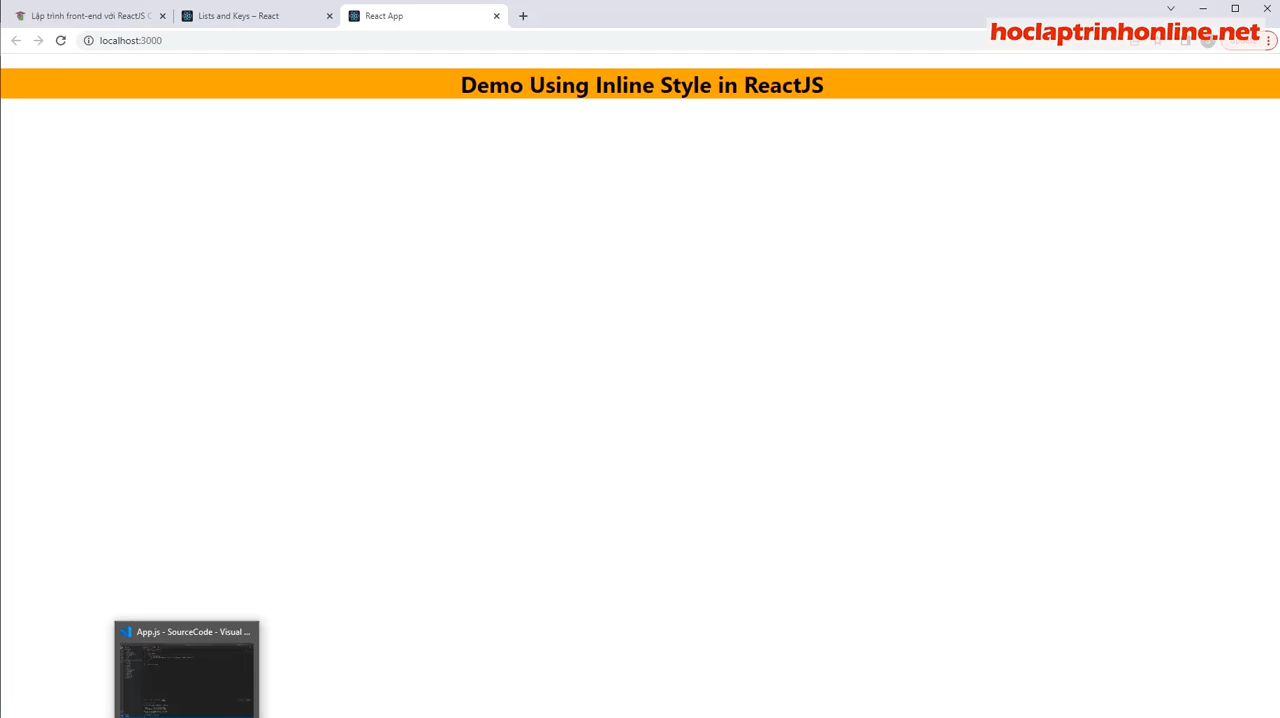 Lập trình front-end với ReactJS C
Lists and Keys – React
React App
localhost:3000
hoclaptrinhonline.net
Demo Using Inline Style in ReactJS
App.js - SourceCode - Visual ...